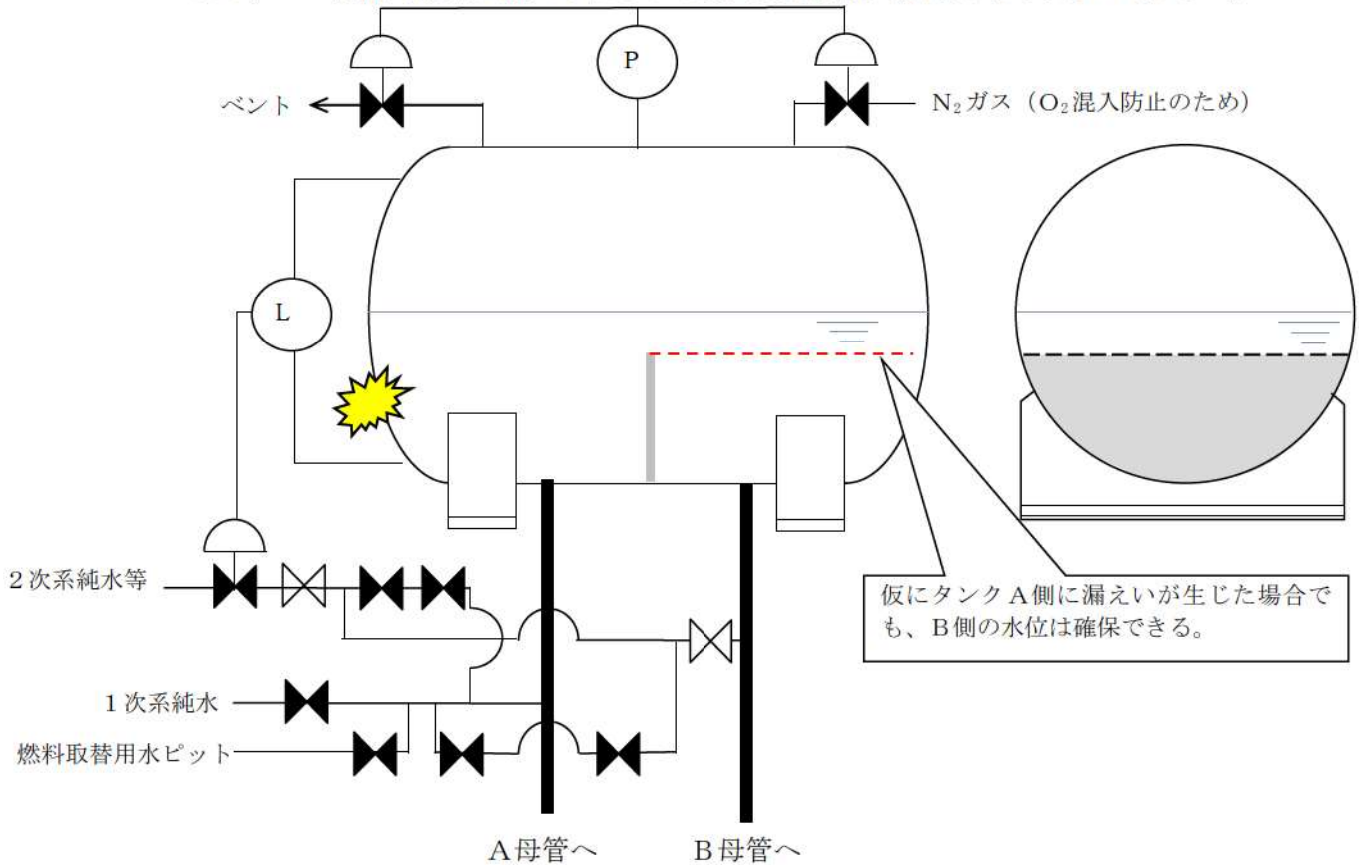 P
ベント
N₂ガス（O₂混入防止のため）
L
2次系純水等
仮にタンクA側に漏えいが生じた場合で
も、B側の水位は確保できる。
1次系純水
燃料取替用水ピット
A母管へ
B母管へ